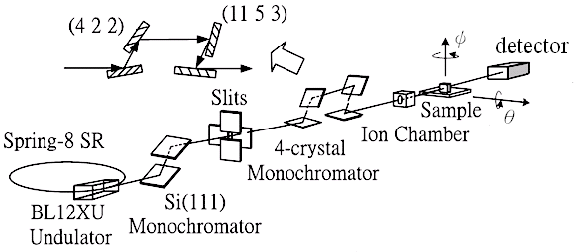 (4 2 2)
(11 5 3)
ϕ
detector
Slits
Sample
θ
Ion Chamber
4-crystal
Monochromator
Spring-8 SR
Si(111)
Monochromator
BL12XU
Undulator